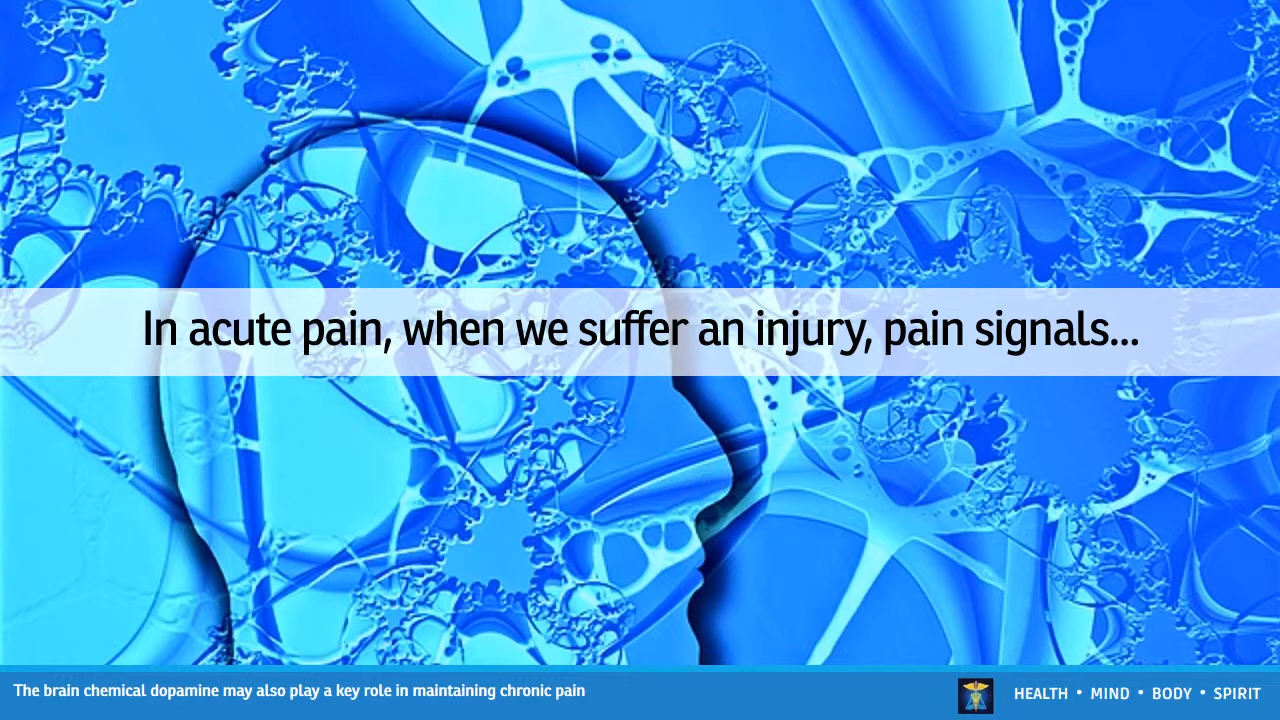 In acute pain, when we suffer an injury, pain signals...
The brain chemical dopamine may also play a key role in maintaining chronic pain
HEALTH • MIND • BODY • SPIRIT